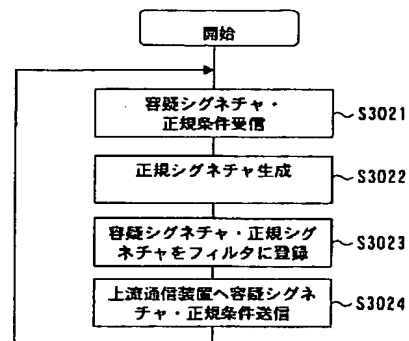 開始
容疑シグネチャ・
正規条件受信
S3021
正規シグネチャ生成
S3022
容疑シグネチャ・正規シグ
ネチャをフィルタに登録
S3023
上流通信装置へ容疑シグネ
チャ・正規条件送信
S3024